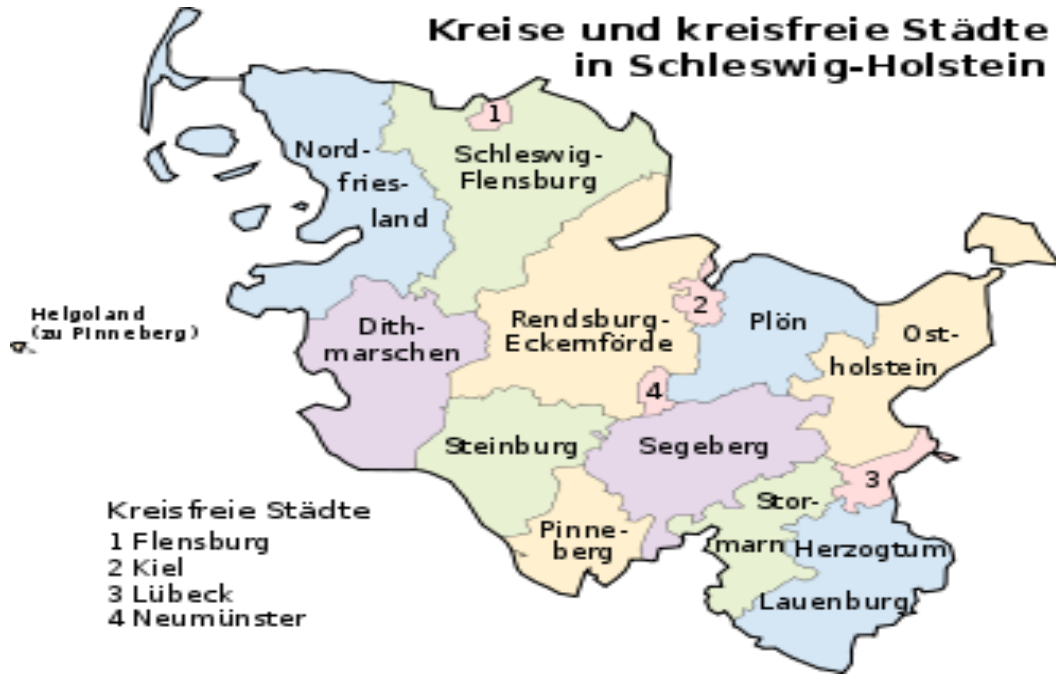 Kreise und kreisfreie Städte
in Schleswig-Holstein
1
Nord-
fries-
land
Schleswig-
Flensburg
Helgoland
(zu Pinneberg)
Dith-
marschen
Rendsburg-
Eckernförde
2
Plön
Ost-
holstein
4
Steinburg
Segeberg
3
Stor-
marn
Pinne-
berg
Herzogtum
Lauenburg
Kreisfreie Städte
1 Flensburg
2 Kiel
3 Lübeck
4 Neumünster